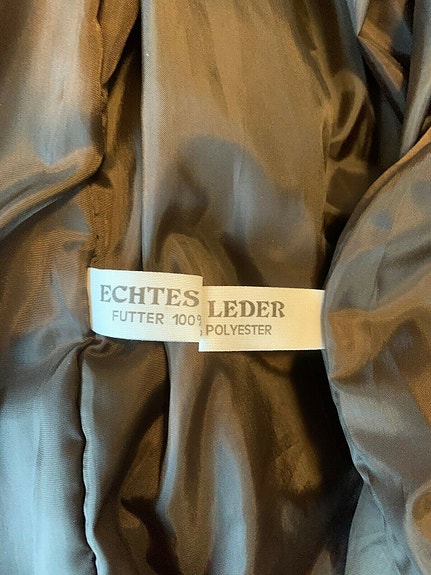 ECHTES LEDER
FUTTER 100% POLYESTER